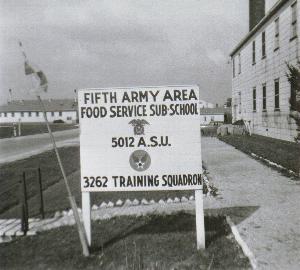 FIFTH ARMY AREA
FOOD SERVICE SUB-SCHOOL
5012 A.S.U.
3262 TRAINING SQUADRON